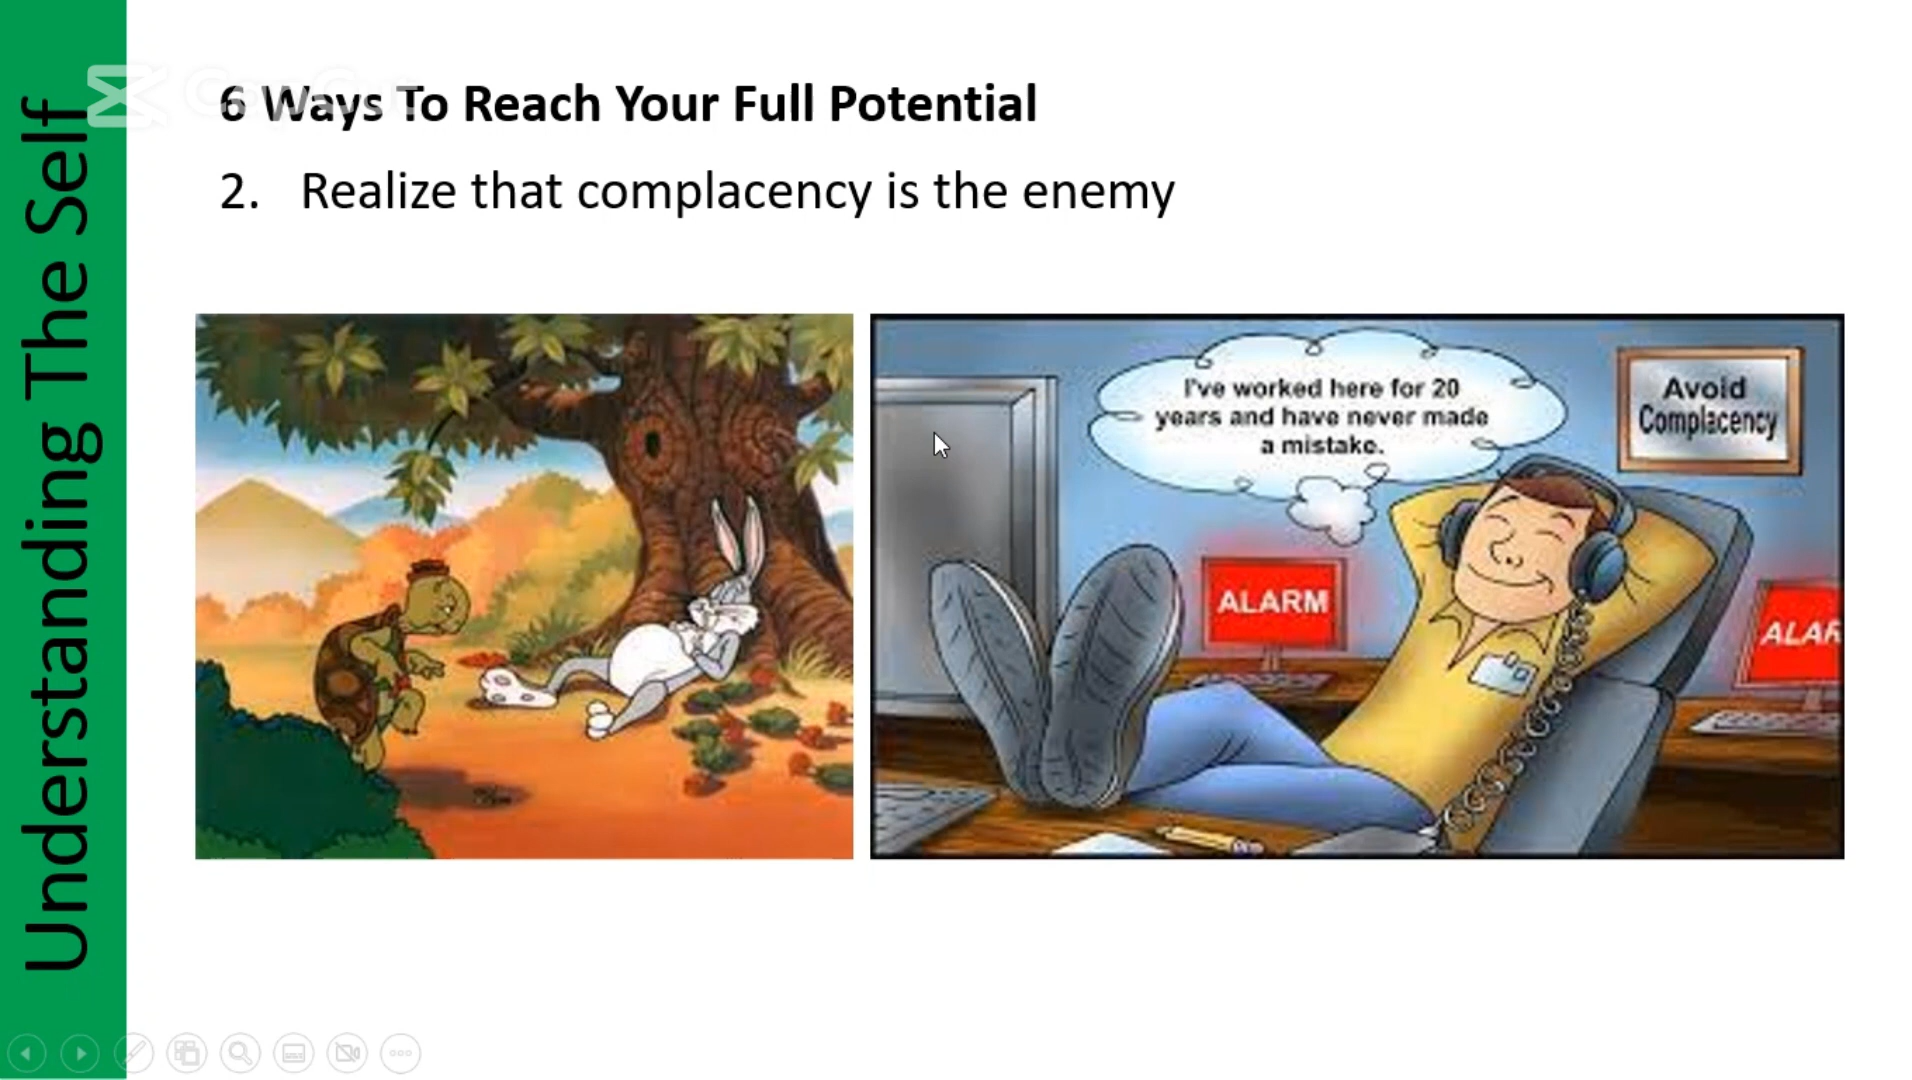 Understanding The Self
CapCut
6 Ways To Reach Your Full Potential
2. Realize that complacency is the enemy
I've worked here for 20
years and have never made
a mistake.
Avoid
Complacency
ALARM
ALAR